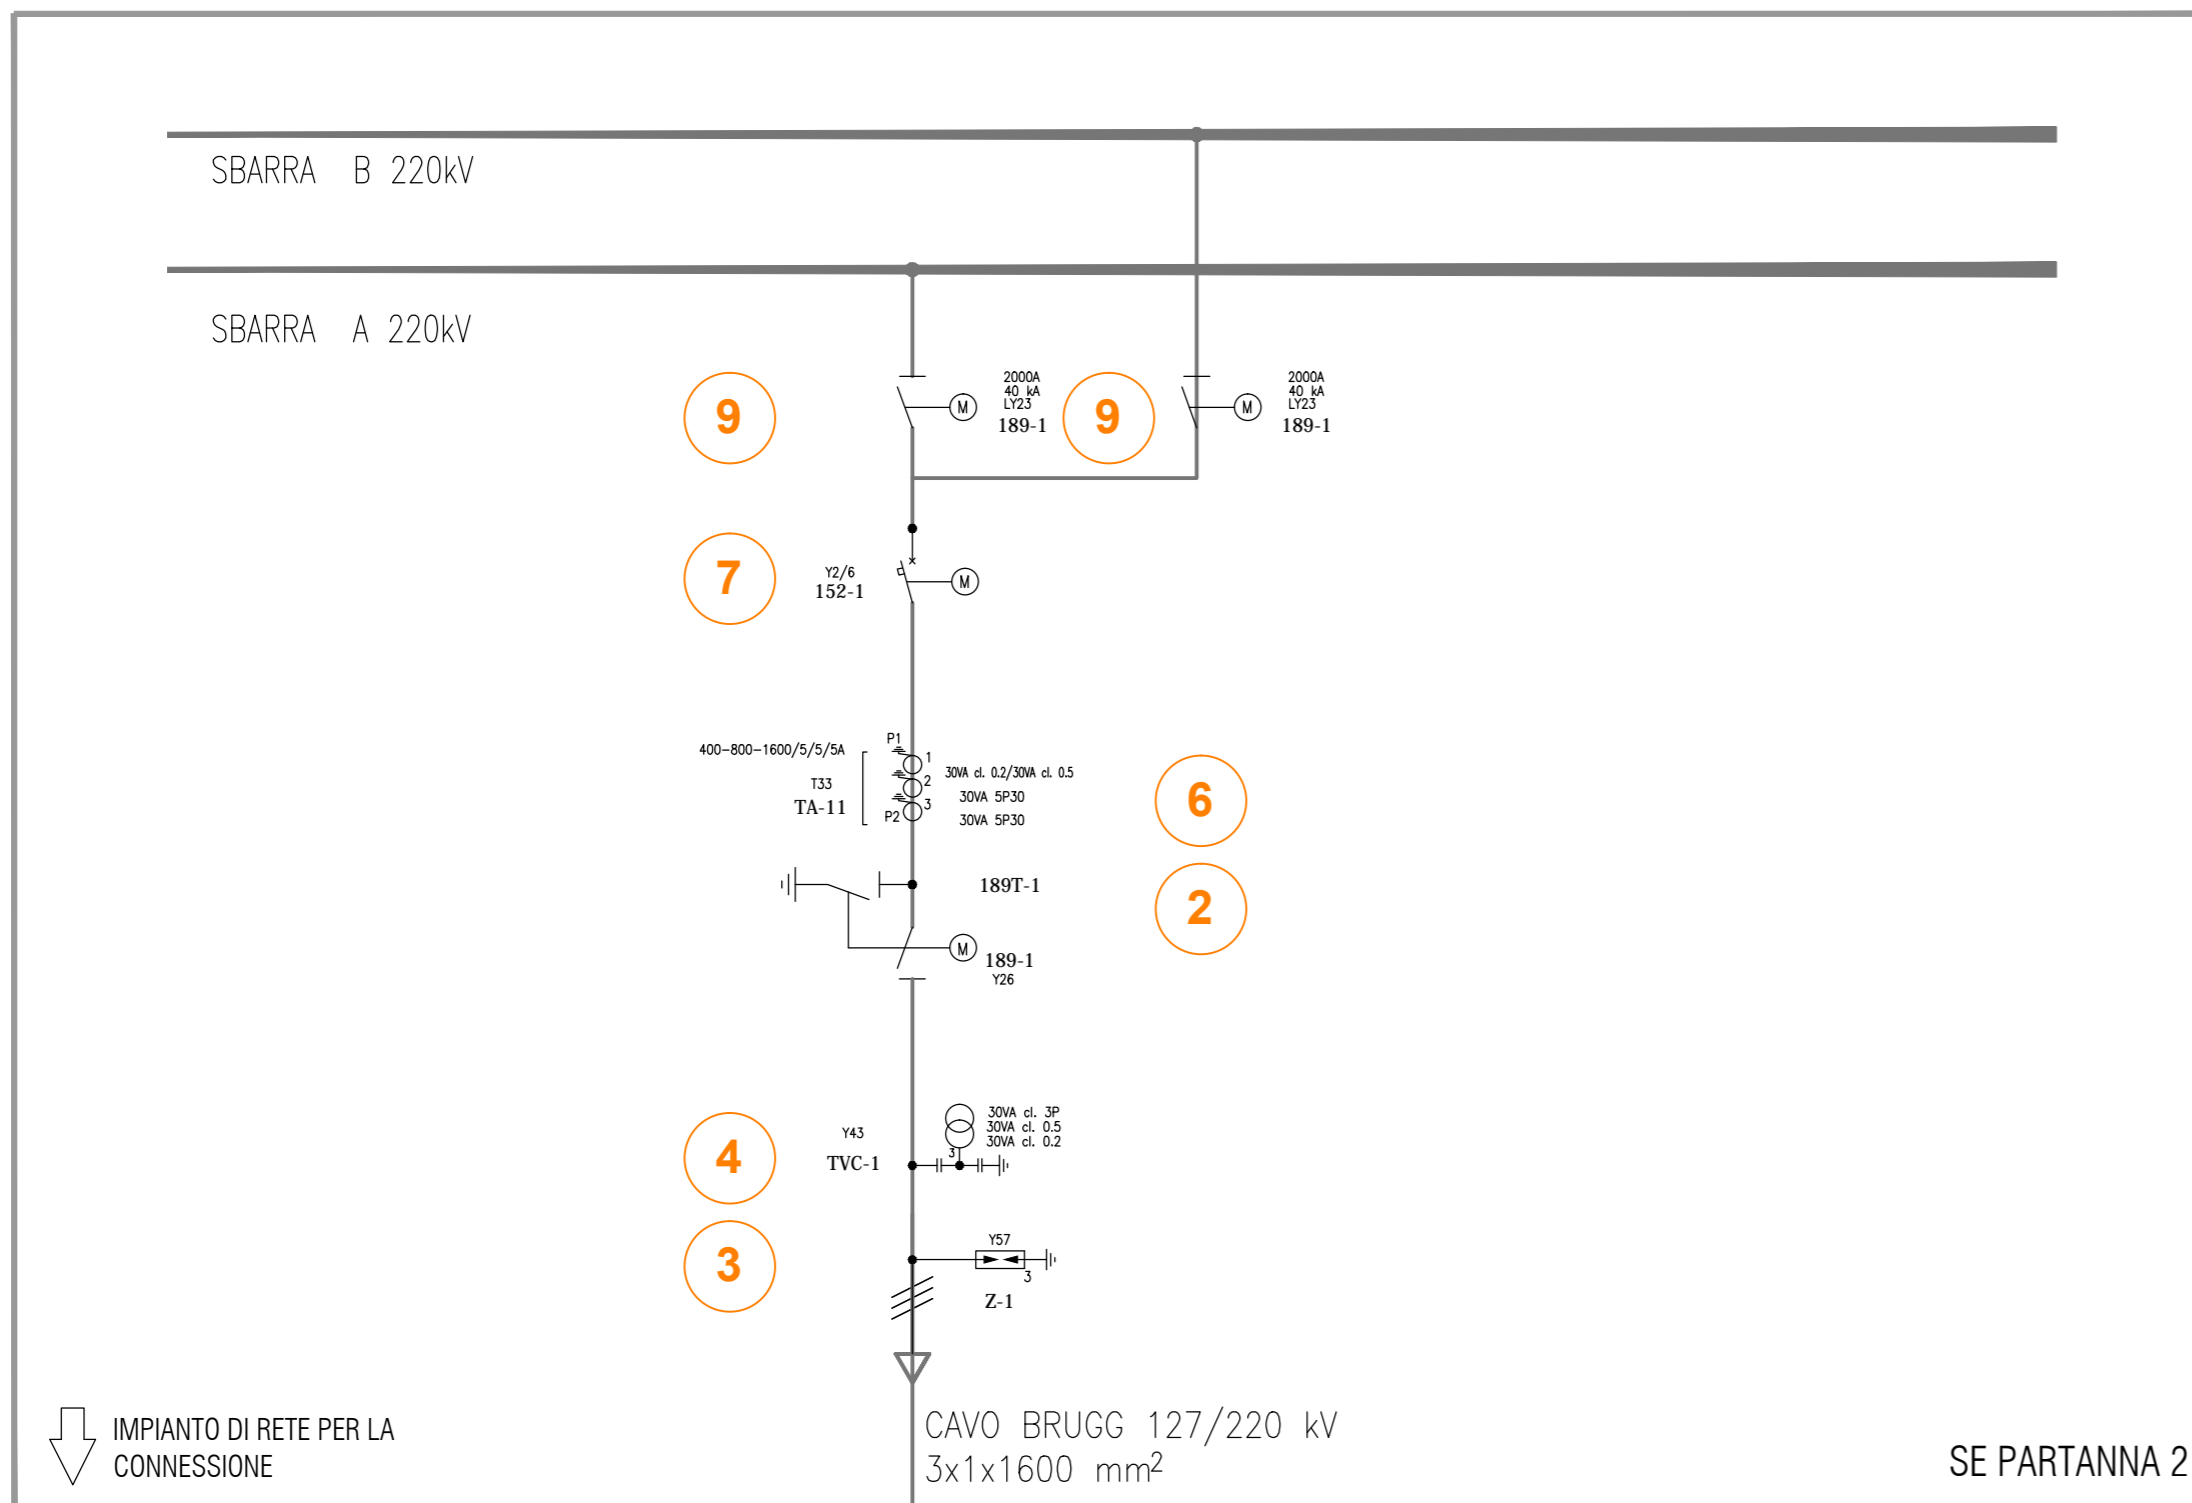 SBARRA B 220kV
SBARRA A 220kV
9
M
2000A
40 kA
LY23
189-1
9
M
2000A
40 kA
LY23
189-1
7
Y2/6
152-1
M
400-800-1600/5/5/5A
T33
TA-11
P1
P2
1
2
3
30VA cl. 0.2/30VA cl. 0.5
30VA 5P30
30VA 5P30
6
2
189T-1
M
189-1
Y26
4
Y43
TVC-1
3
30VA cl. 3P
30VA cl. 0.5
30VA cl. 0.2
3
Y57
3
Z-1
IMPIANTO DI RETE PER LA
CONNESSIONE
CAVO BRUGG 127/220 kV
3x1x1600 mm²
SE PARTANNA 2